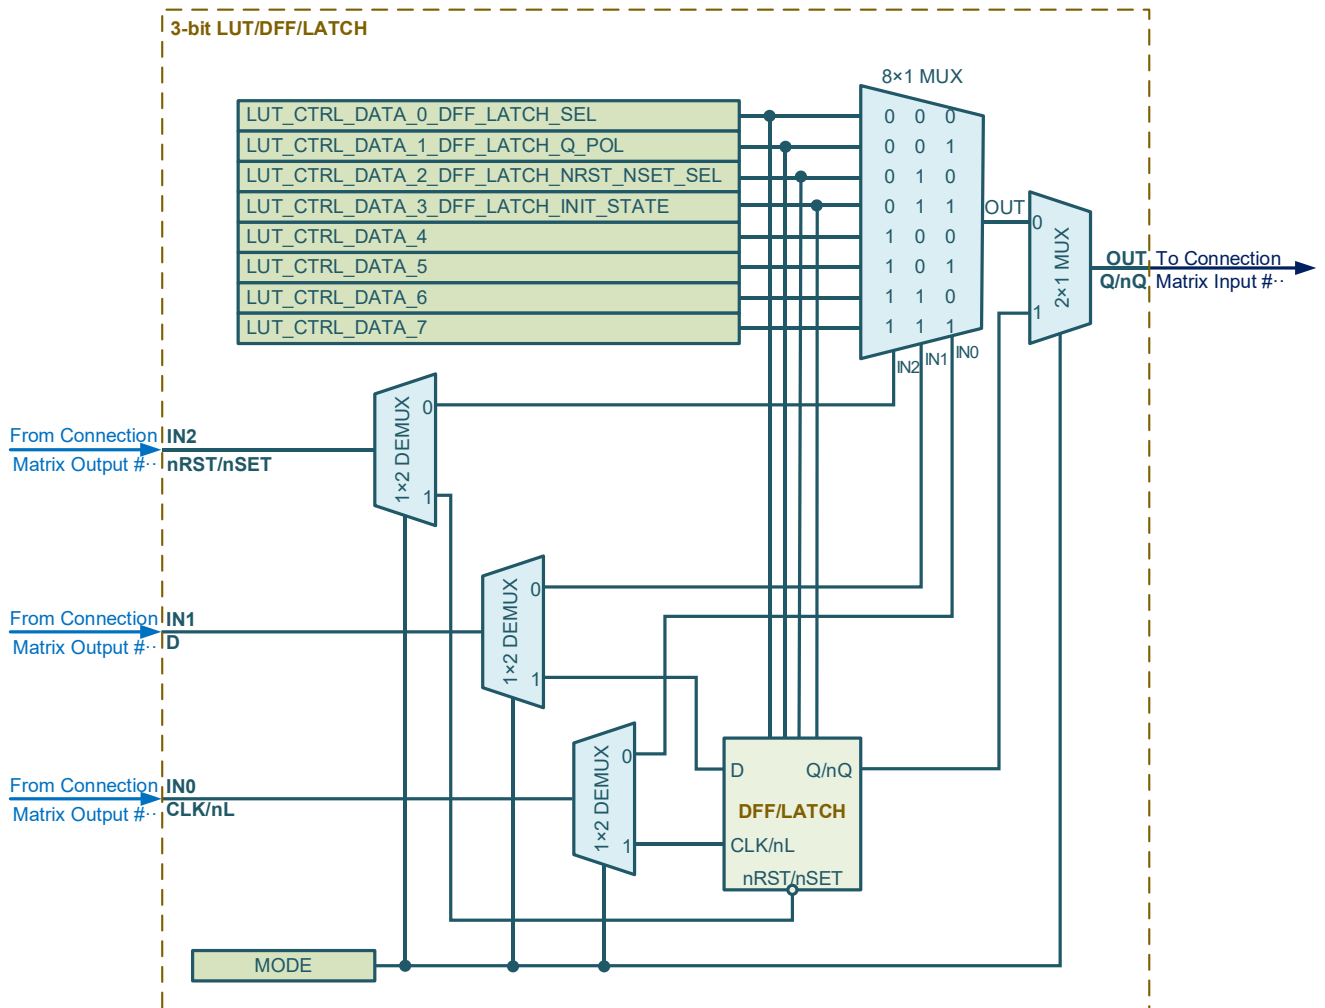 3-bit LUT/DFF/LATCH
8×1 MUX
LUT_CTRL_DATA_0_DFF_LATCH_SEL
0 0 0
LUT_CTRL_DATA_1_DFF_LATCH_Q_POL
0 0 1
LUT_CTRL_DATA_2_DFF_LATCH_NRST_NSET_SEL
0 1 0
LUT_CTRL_DATA_3_DFF_LATCH_INIT_STATE
0 1 1
LUT_CTRL_DATA_4
1 0 0
LUT_CTRL_DATA_5
1 0 1
LUT_CTRL_DATA_6
1 1 0
LUT_CTRL_DATA_7
1 1 1
OUT
0
2×1 MUX
1
OUT
Q/nQ
To Connection
Matrix Input #··
IN2
IN1
IN0
From Connection
Matrix Output #··
IN2
nRST/nSET
0
1×2 DEMUX
1
From Connection
Matrix Output #··
IN1
D
0
1×2 DEMUX
1
From Connection
Matrix Output #··
IN0
CLK/nL
0
1×2 DEMUX
1
D
Q/nQ
DFF/LATCH
CLK/nL
nRST/nSET
MODE